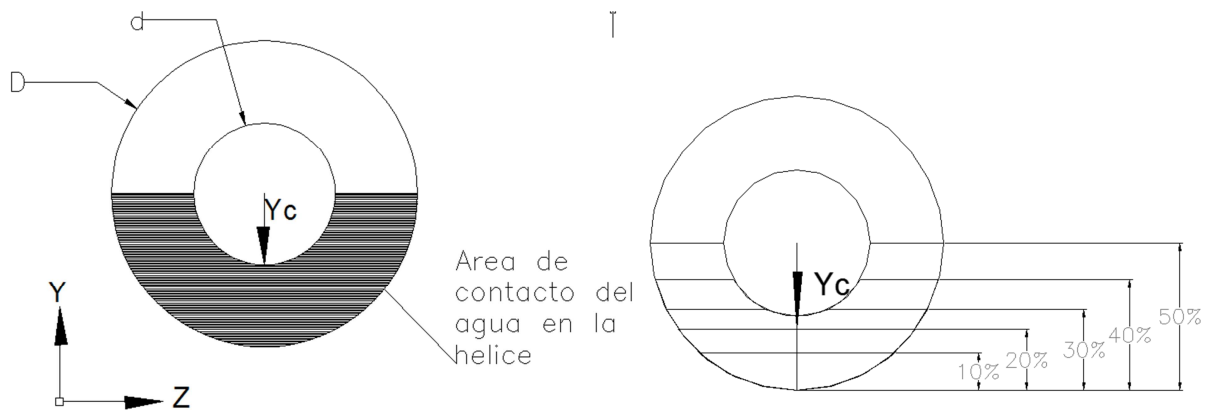 d
D
Yc
Area de
contacto del
agua en la
helice
Y
Z
Yc
10%
20%
30%
40%
50%